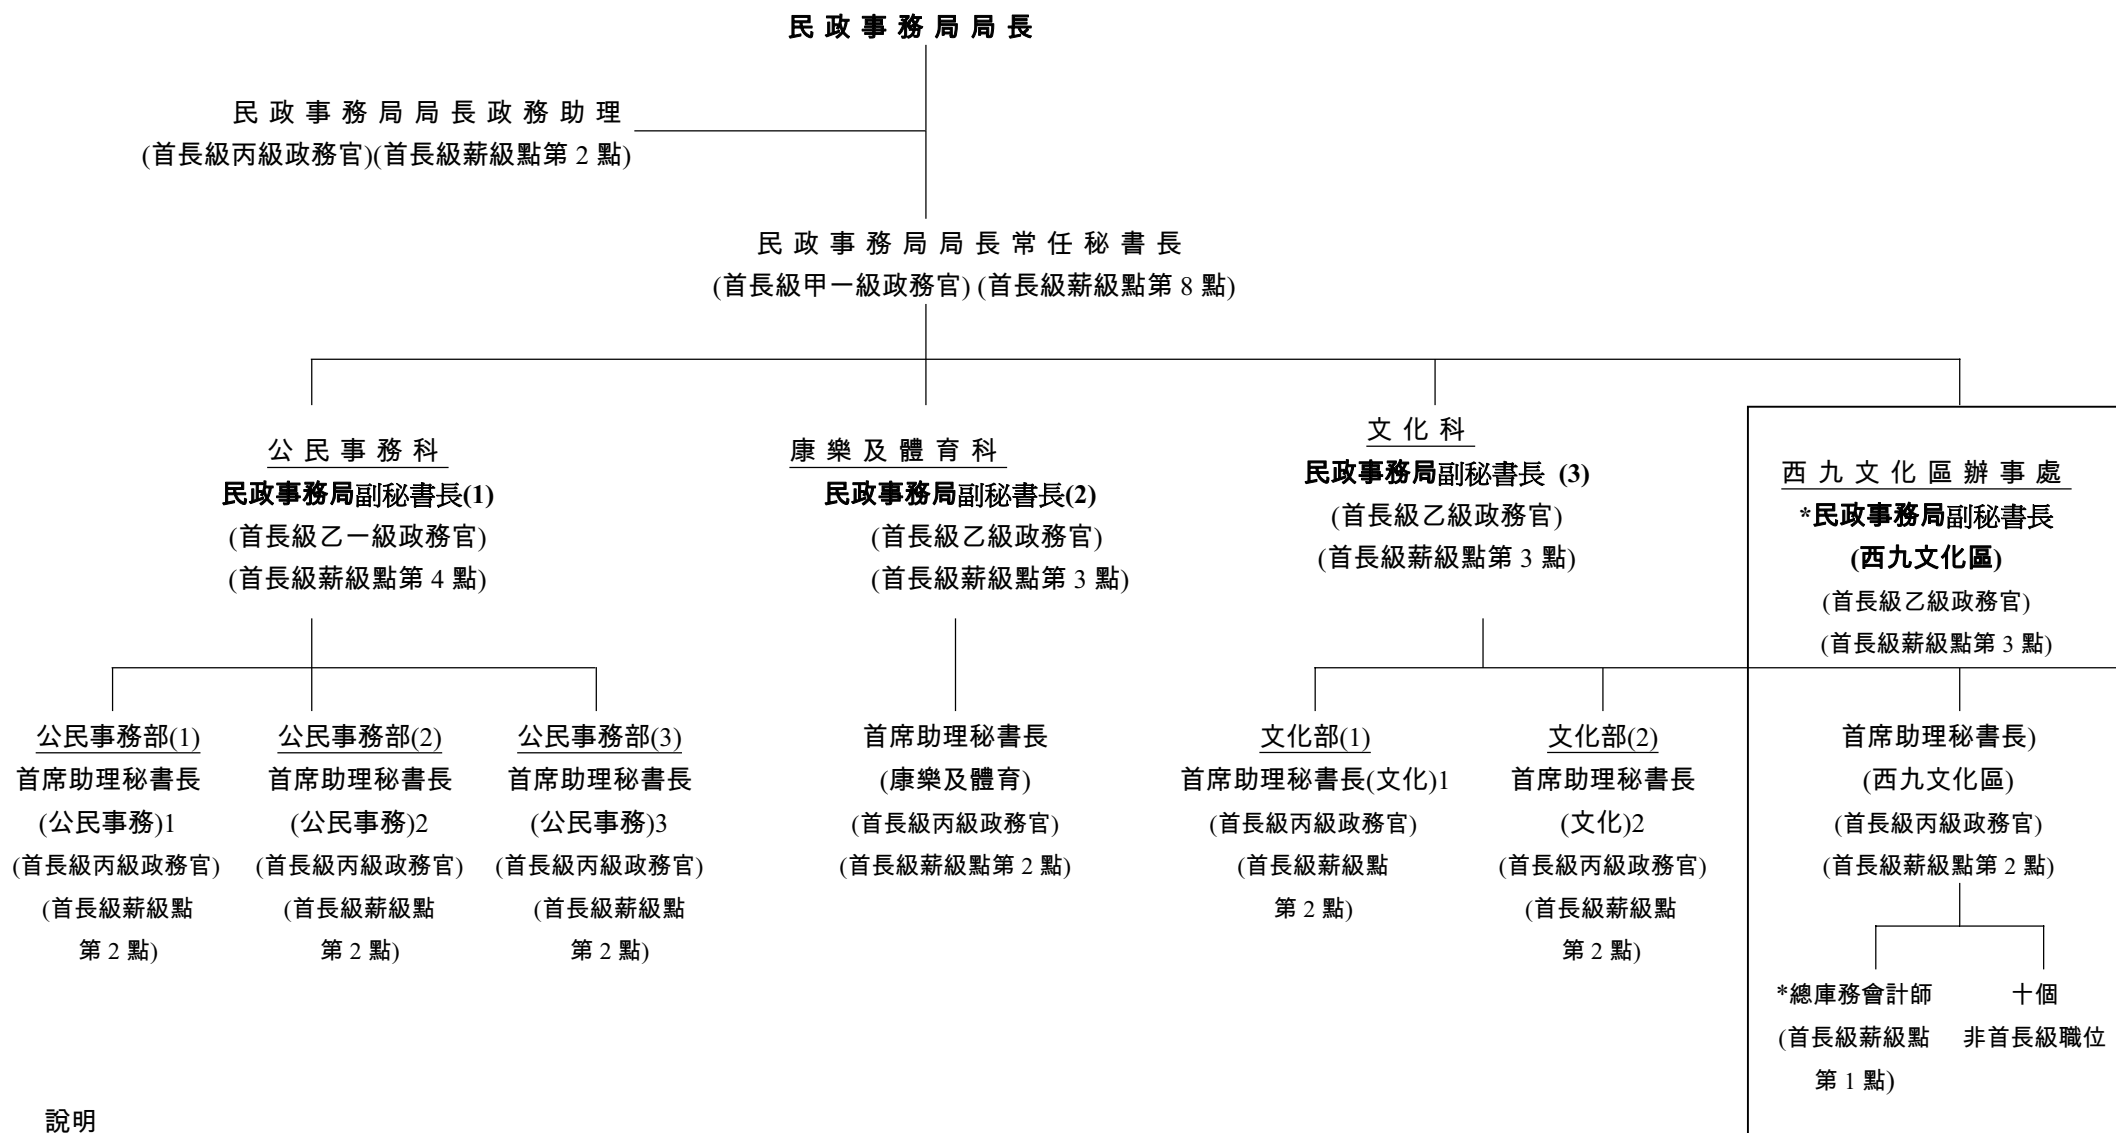 民政事務局局長
民政事務局局長政務助理
(首長級丙級政務官)(首長級薪級點第 2 點)
民政事務局局長常任秘書長
(首長級甲一級政務官) (首長級薪級點第 8 點)
公民事務科
民政事務局副秘書長(1)
(首長級乙一級政務官)
(首長級薪級點第 4 點)
康樂及體育科
民政事務局副秘書長(2)
(首長級乙級政務官)
(首長級薪級點第 3 點)
文化科
民政事務局副秘書長 (3)
(首長級乙級政務官)
(首長級薪級點第 3 點)
西九文化區辦事處
*民政事務局副秘書長
(西九文化區)
(首長級乙級政務官)
(首長級薪級點第 3 點)
公民事務部(1)
首席助理秘書長
(公民事務)1
(首長級丙級政務官)
(首長級薪級點
第 2 點)
公民事務部(2)
首席助理秘書長
(公民事務)2
(首長級丙級政務官)
(首長級薪級點
第 2 點)
公民事務部(3)
首席助理秘書長
(公民事務)3
(首長級丙級政務官)
(首長級薪級點
第 2 點)
首席助理秘書長
(康樂及體育)
(首長級丙級政務官)
(首長級薪級點第 2 點)
文化部(1)
首席助理秘書長(文化)1
(首長級丙級政務官)
(首長級薪級點
第 2 點)
文化部(2)
首席助理秘書長
(文化)2
(首長級丙級政務官)
(首長級薪級點
第 2 點)
首席助理秘書長)
(西九文化區)
(首長級丙級政務官)
(首長級薪級點第 2 點)
*總庫務會計師
(首長級薪級點
第 1 點)
十個
非首長級職位
說明